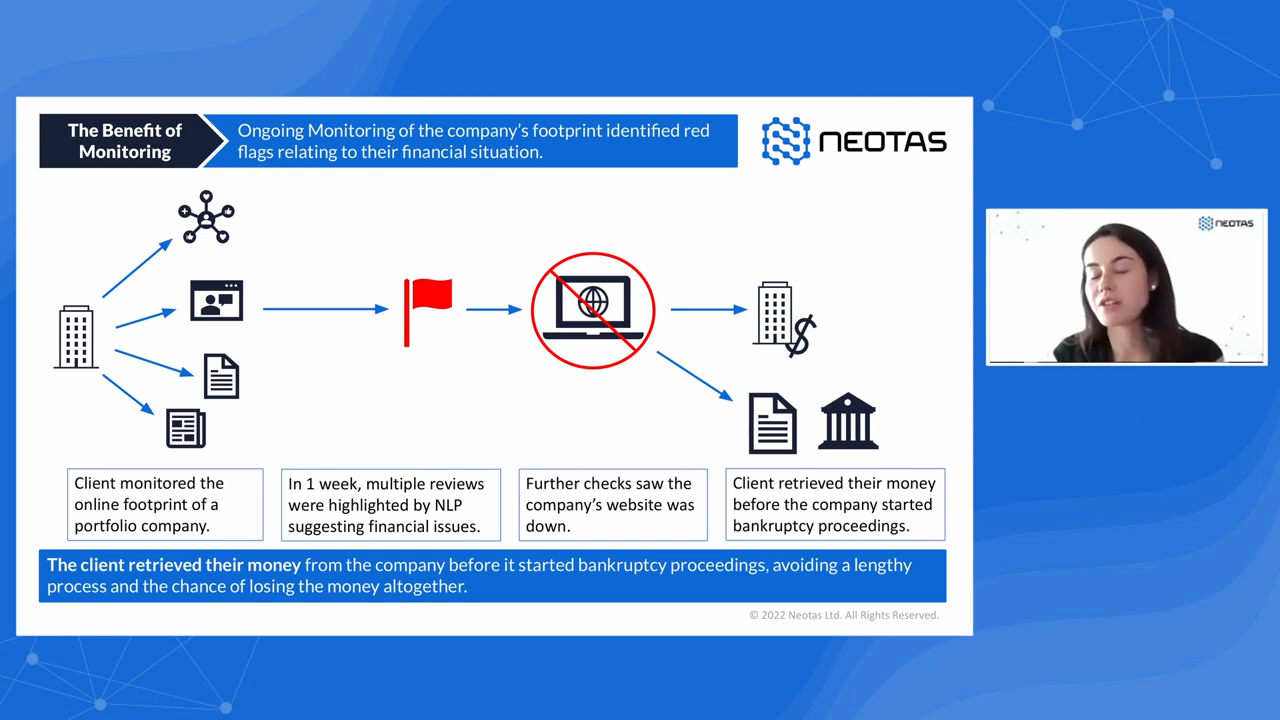 The Benefit of
Monitoring
Ongoing Monitoring of the company's footprint identified red
flags relating to their financial situation.
NEOTAS
NEOTAS
Client monitored the
online footprint of a
portfolio company.
In 1 week, multiple reviews
were highlighted by NLP
suggesting financial issues.
Further checks saw the
company's website was
down.
Client retrieved their money
before the company started
bankruptcy proceedings.
The client retrieved their money from the company before it started bankruptcy proceedings, avoiding a lengthy
process and the chance of losing the money altogether.
© 2022 Neotas Ltd. All Rights Reserved.